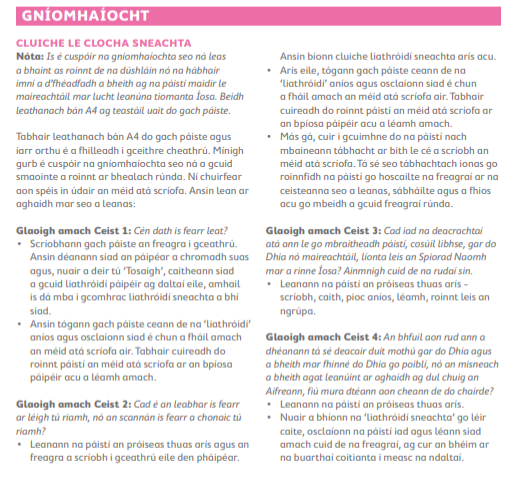 GNÍOMHAÍOCHT
CLUICHE LE CLOCHA SNEACHTA
Nóta: Is é cuspóir na gníomhaíochta seo ná leas
a bhaint as roinnt de na dúshláin nó na hábhair
imní a d'fhéadfadh a bheith ag na páistí maidir le
maireachtáil mar lucht leanúna tiomanta Íosa. Beidh
leathanach bán A4 ag teastáil uait do gach páiste.
Tabhair leathanach bán A4 do gach páiste agus
iarr orthu é a fhilleadh i gceithre cheathrú. Mínigh
gurb é cuspóir na gníomhaíochta seo ná a gcuid
smaointe a roinnt ar bhealach rúnda. Ní chuirfear
aon spéis in údar an méid atá scríofa. Ansin lean ar
aghaidh mar seo a leanas:
Glaoigh amach Ceist 1: Cén dath is fearr leat?
• Scríobhann gach páiste an freagra i gceathrú.
Ansin déanann siad an páipéar a chromadh suas
agus, nuair a deir tú 'Tosaigh', caitheann siad
a gcuid liathróidí páipéir ag daltaí eile, amhail
is dá mba i gcomhrac liathróidí sneachta a bhí
siad.
• Ansin tógann gach páiste ceann de na 'liathróidí'
aníos agus osclaíonn siad é chun a fháil amach
an méid atá scríofa air. Tabhair cuireadh do
roinnt páistí an méid atá scríofa ar an bpíosa
páipéir acu a léamh amach.
Glaoigh amach Ceist 2: Cad é an leabhar is fearr
ar léigh tú riamh, nó an scannán is fearr a chonaic tú
riamh?
• Leanann na páistí an próiseas thuas arís agus an
freagra a scríobh i gceathrú eile den pháipéar.
Ansin bíonn cluiche liathróidí sneachta arís acu.
• Arís eile, tógann gach páiste ceann de na
'liathróidí' aníos agus osclaíonn siad é chun
a fháil amach an méid atá scríofa air. Tabhair
cuireadh do roinnt páistí an méid atá scríofa ar
an bpíosa páipéir acu a léamh amach.
• Más gá, cuir i gcuimhne do na páistí nach
mbaineann tábhacht ar bith le cé a scríobh an
méid atá scríofa. Tá sé seo tábhachtach ionas go
roinnfidh na páistí go hoscailte na freagraí ar na
ceisteanna seo a leanas, sábháilte agus a fhios
acu go mbeidh a gcuid freagraí rúnda.
Glaoigh amach Ceist 3: Cad iad na deacrachtaí
atá ann le go mbraitheadh páistí, cosúil libhse, gar do
Dhia nó maireachtáil, líonta leis an Spiorad Naomh
mar a rinne Íosa? Ainmnigh cuid de na rudaí sin.
• Leanann na páistí an próiseas thuas arís –
scríobh, caith, pioc aníos, léamh, roinnt leis an
ngrúpa.
Glaoigh amach Ceist 4: An bhfuil aon rud ann a
dhéanann tá sé deacair duit mothú gar do Dhia agus
a bheith mar fhinné do Dhia go poiblí, nó an misneach
a bheith agat leanúint ar aghaidh ag dul chuig an
Aifreann, fiú mura dtéann aon cheann de do chairde?
• Leanann na páistí an próiseas thuas arís.
• Nuair a bhíonn na 'liathróidí sneachta' go léir
caite, osclaíonn na páistí iad agus léann siad
amach cuid de na freagraí, ag cur an bhéim ar
na buarthaí coitianta i measc na ndaltaí.